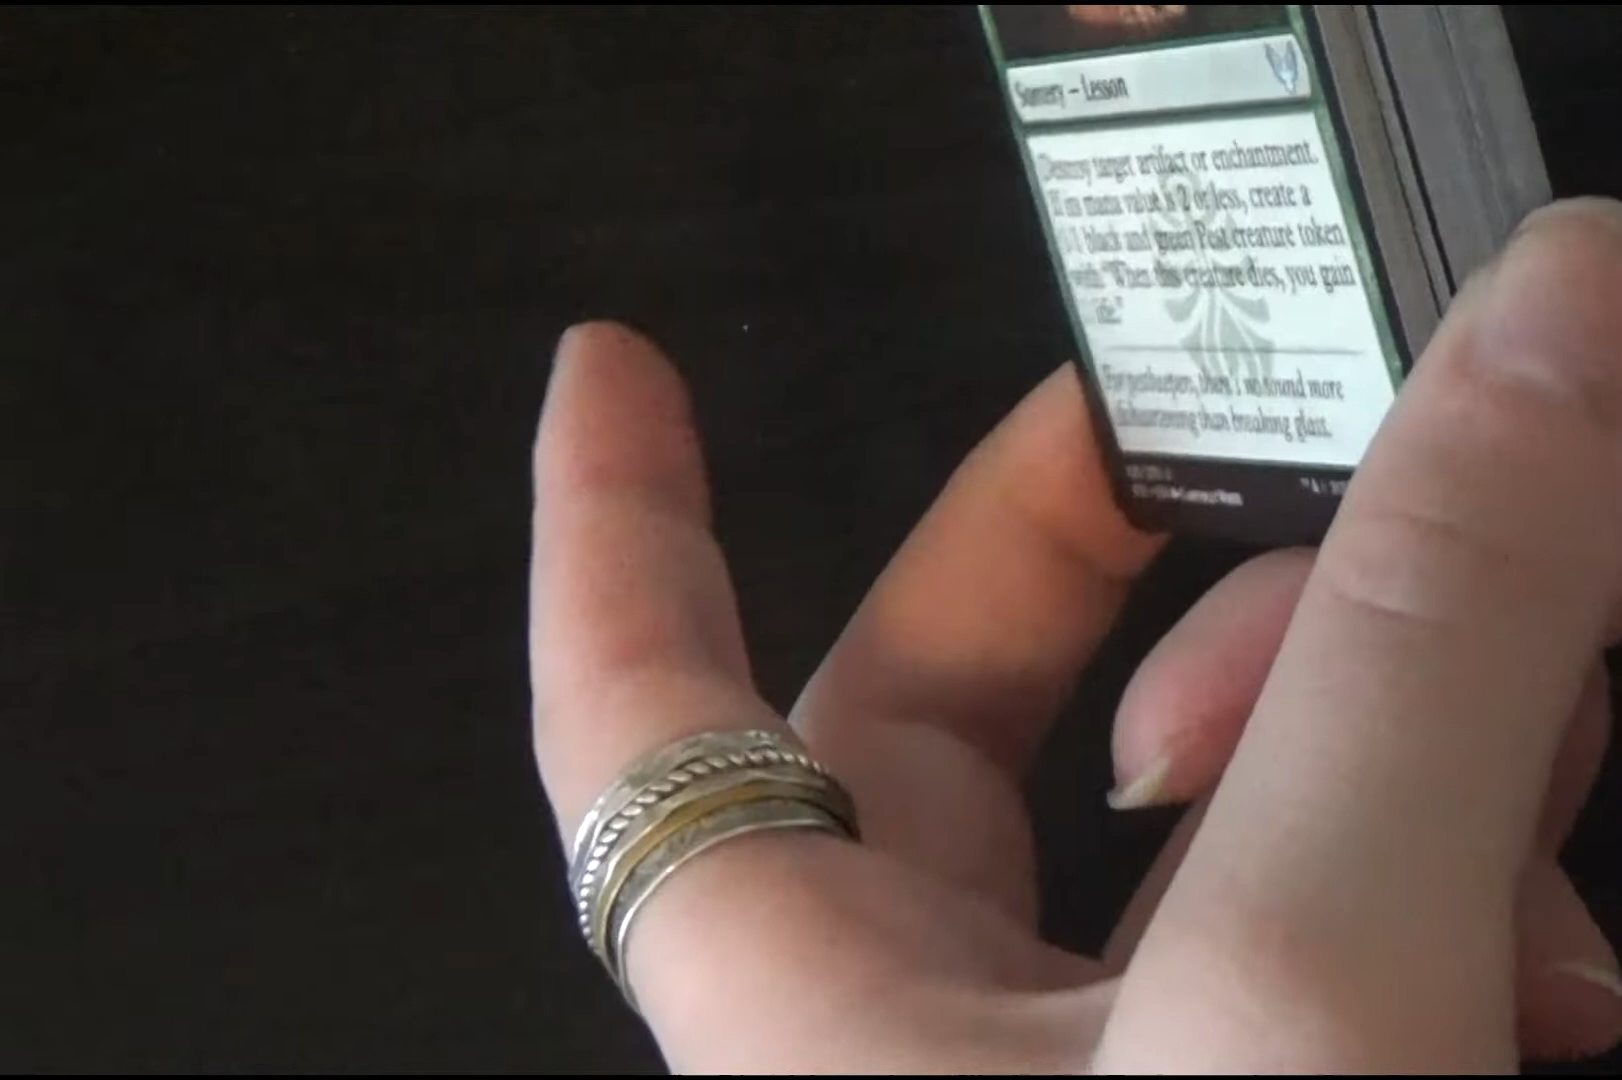 Sorcery – Lesson
Destroy target artifact or enchantment.
If its mana value is 2 or less, create a
1/1 black and green Pest creature token
with "When this creature dies, you gain
life."
For pestkeepers, there's no sound more
disheartening than breaking glass.